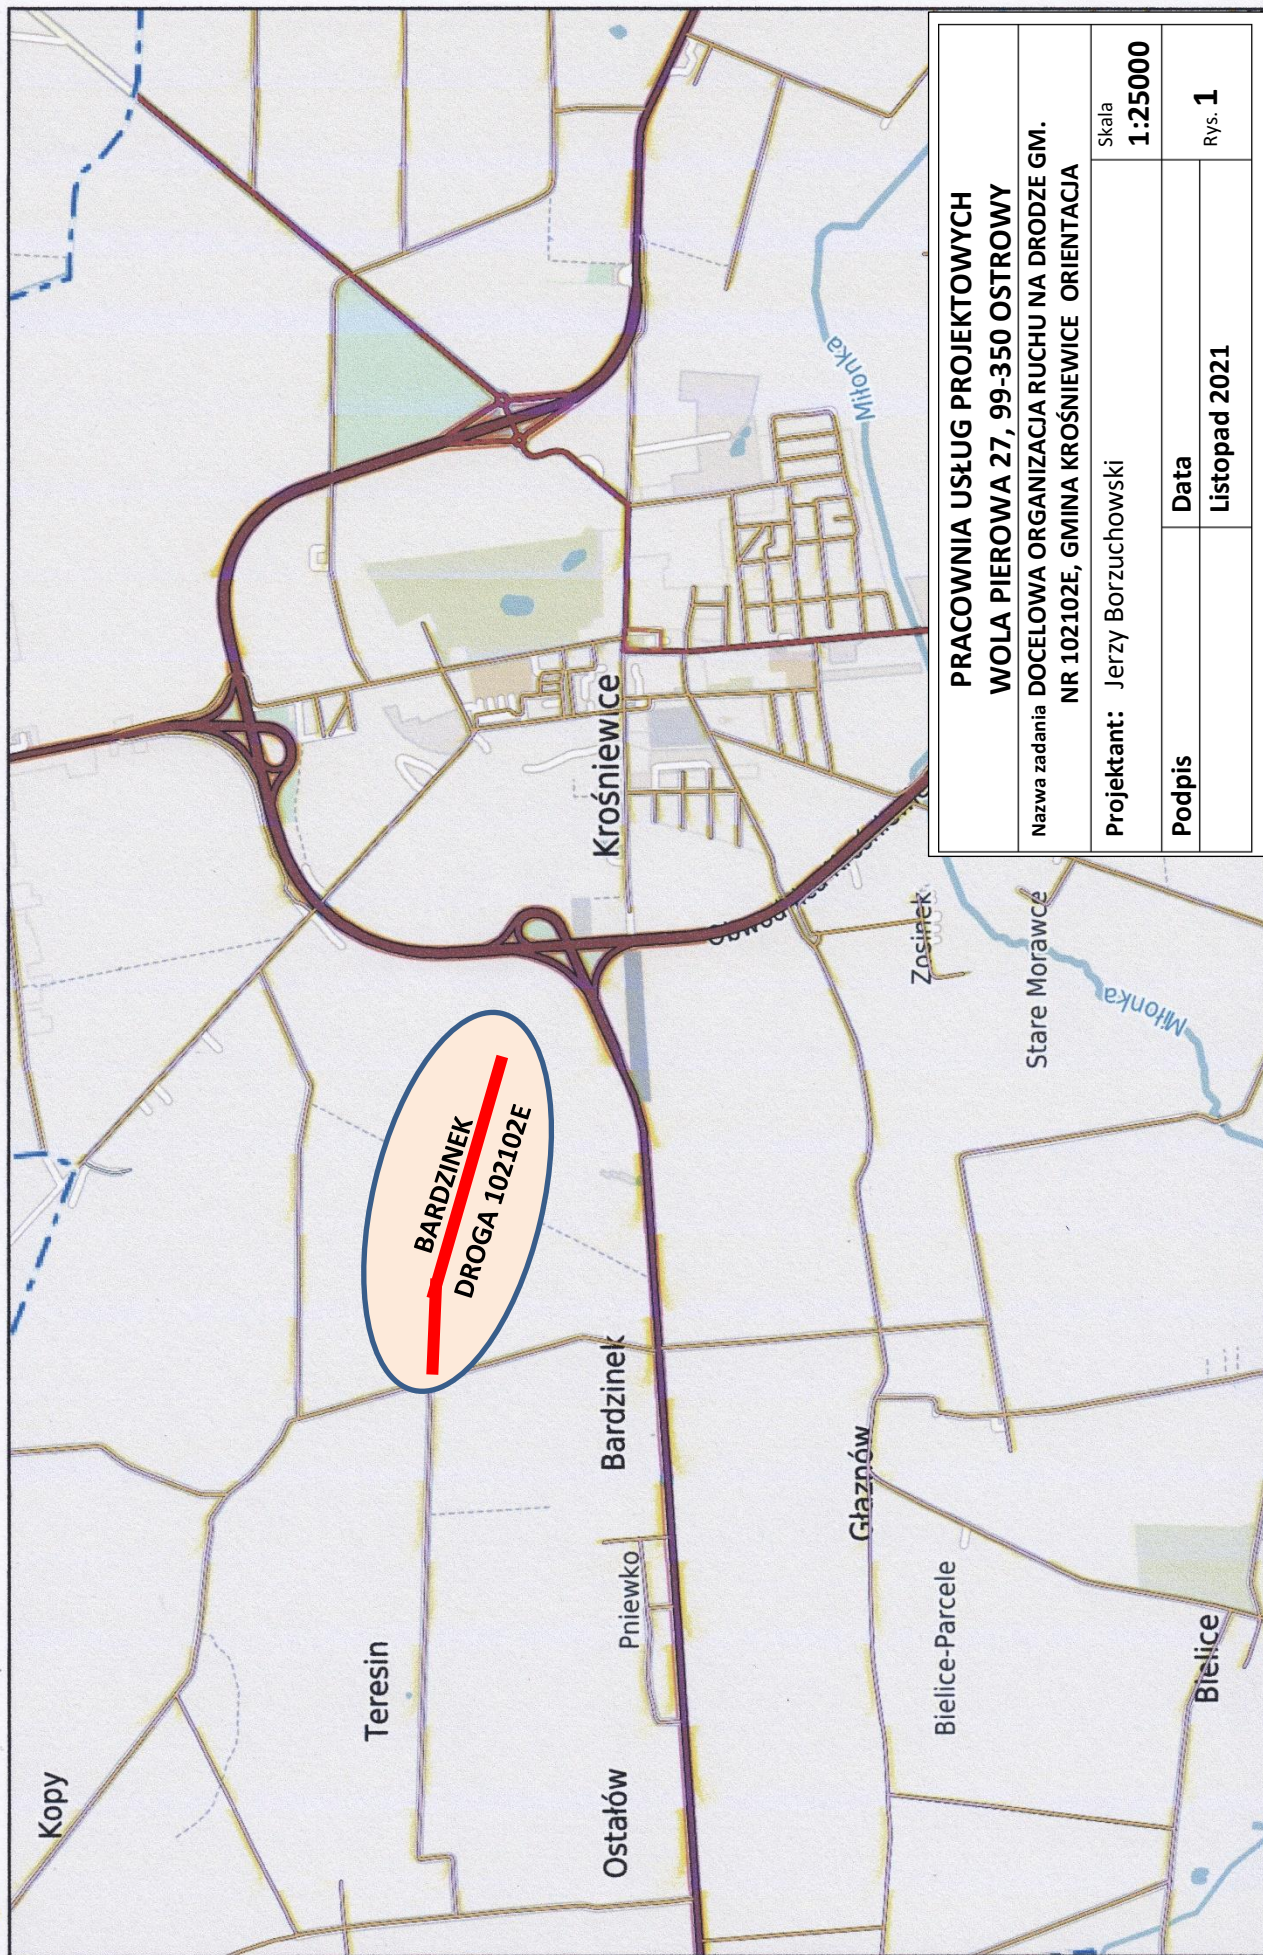 Kopy
Teresin
Ostałów
Pniewko
Bardzinek
BARDZINEK
DROGA 102102E
Krośniewice
Głaznów
Bielice-Parcele
Bielice
Zosinek
Stare Morawce
Miłonka
Miłonka
PRACOWNIA USŁUG PROJEKTOWYCH
WOLA PIEROWA 27, 99-350 OSTROWY
Nazwa zadania DOCELOWA ORGANIZACJA RUCHU NA DRODZE GM.
NR 102102E, GMINA KROŚNIEWICE ORIENTACJA
Projektant: Jerzy Borzuchowski
Skala
1:25000
Podpis
Data
Listopad 2021
Rys. 1